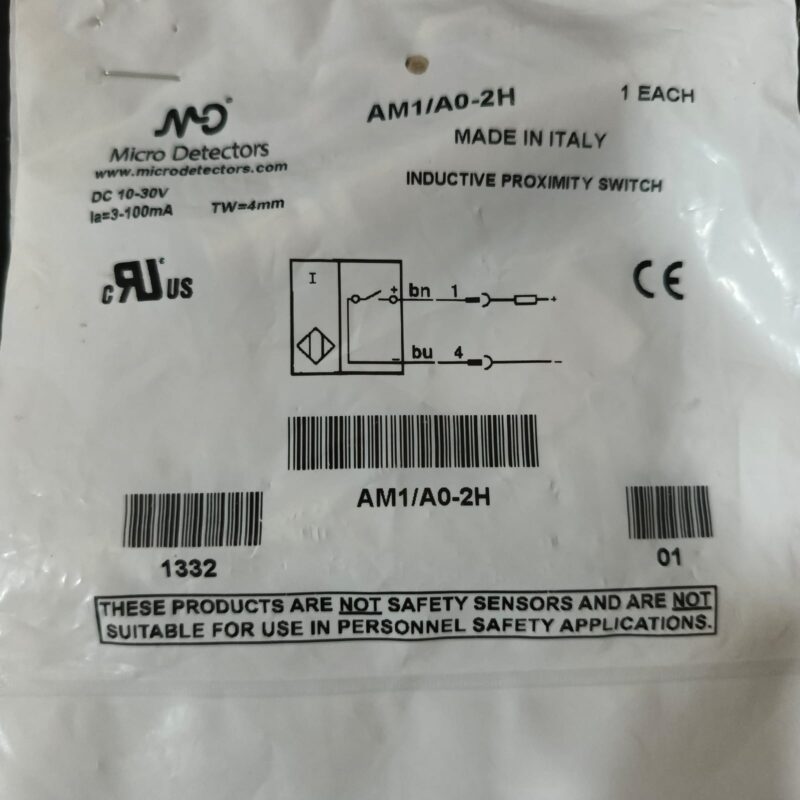 MD
Micro Detectors
www.microdetectors.com
DC 10-30V
Ia=3-100mA TW=4mm
AM1/A0-2H
1 EACH
MADE IN ITALY
INDUCTIVE PROXIMITY SWITCH
c RU US
CE
I
+ bn 1 +
- bu 4 -
AM1/A0-2H
1332
01
THESE PRODUCTS ARE NOT SAFETY SENSORS AND ARE NOT
SUITABLE FOR USE IN PERSONNEL SAFETY APPLICATIONS.